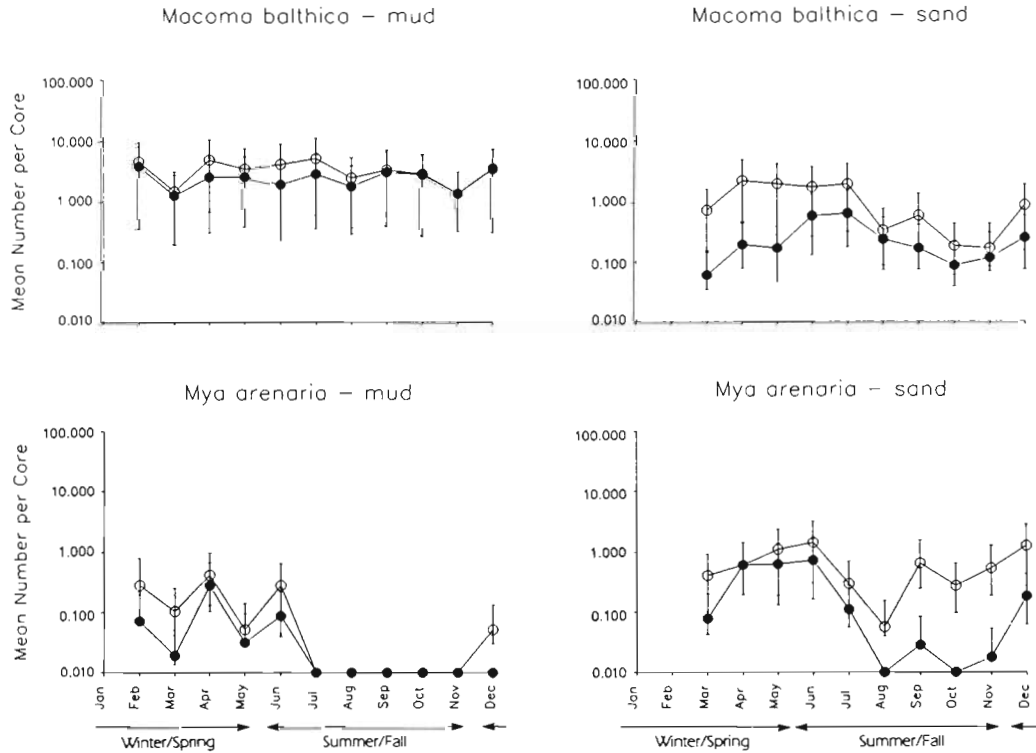 Macoma balthica – mud
Macoma balthica – sand
Mean Number per Core
100.000
10.000
1.000
0.100
0.010
100.000
10.000
1.000
0.100
0.010
Mya arenaria – mud
Mya arenaria – sand
Mean Number per Core
100.000
10.000
1.000
0.100
0.010
100.000
10.000
1.000
0.100
0.010
Jan Feb Mar Apr May Jun Jul Aug Sep Oct Nov Dec
Jan Feb Mar Apr May Jun Jul Aug Sep Oct Nov Dec
Winter/Spring Summer/Fall
Winter/Spring Summer/Fall